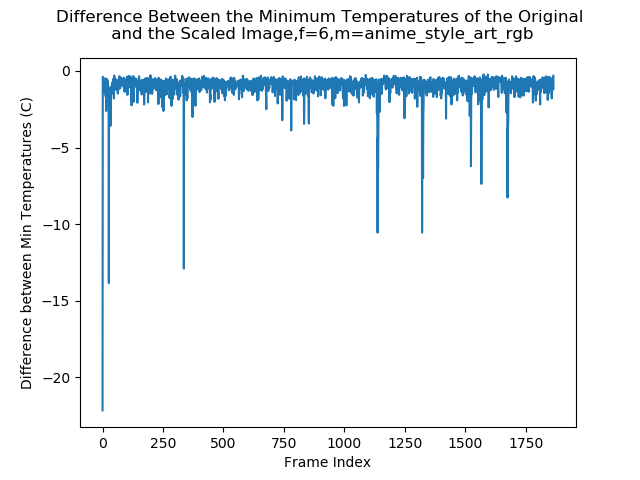 Difference Between the Minimum Temperatures of the Original
and the Scaled Image,f=6,m=anime_style_art_rgb
0
−5
−10
−15
−20
Difference between Min Temperatures (C)
0 250 500 750 1000 1250 1500 1750
Frame Index